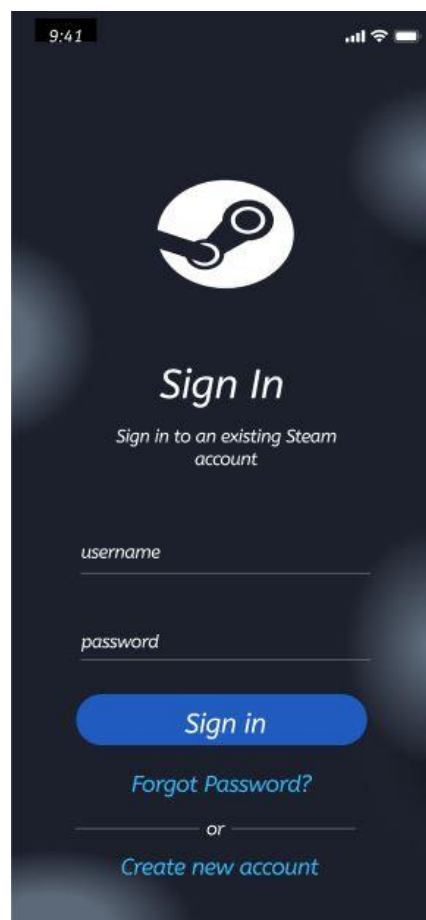 9:41
Sign In
Sign in to an existing Steam
account
username
password
Sign in
Forgot Password?
or
Create new account